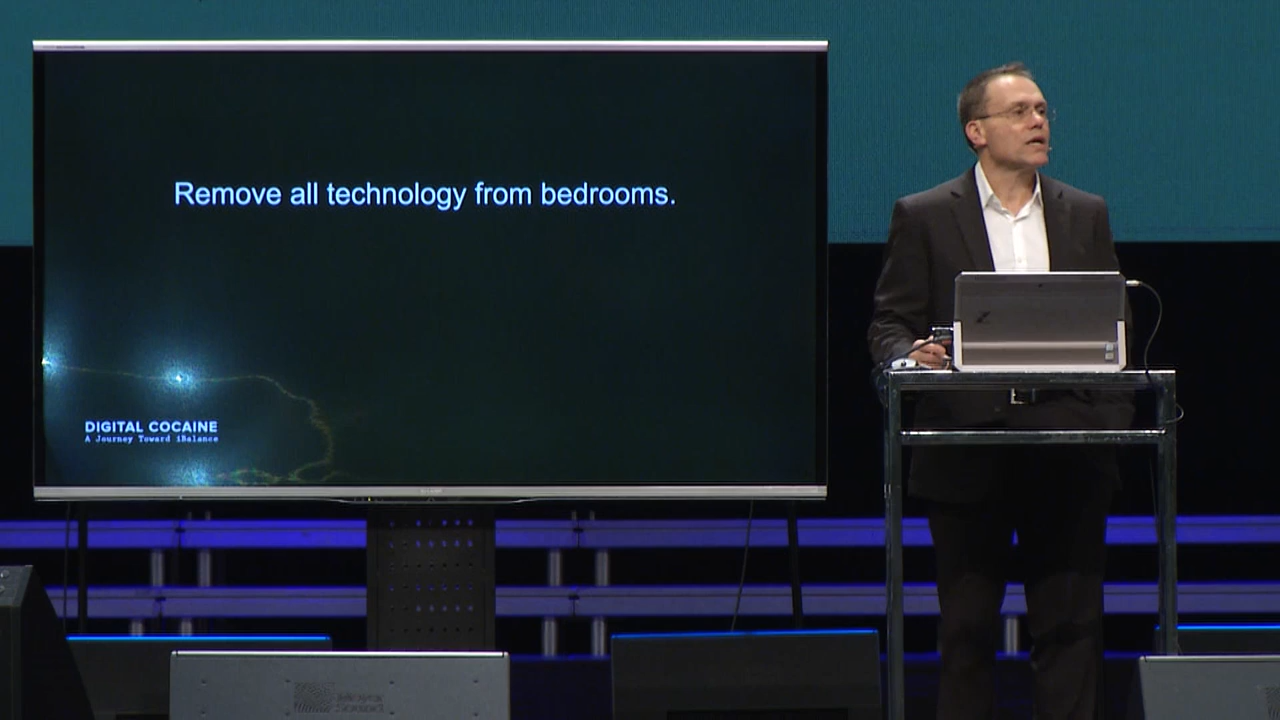 Remove all technology from bedrooms.
DIGITAL COCAINE
A Journey Toward iBalance